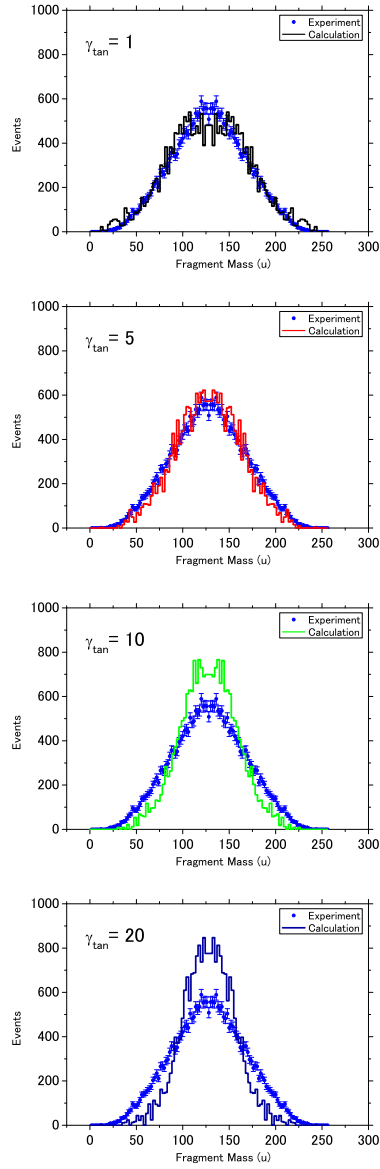 γtan= 1
Experiment
Calculation
1000
800
600
400
200
0
Events
0 50 100 150 200 250 300
Fragment Mass (u)
γtan= 5
Experiment
Calculation
1000
800
600
400
200
0
Events
0 50 100 150 200 250 300
Fragment Mass (u)
γtan= 10
Experiment
Calculation
1000
800
600
400
200
0
Events
0 50 100 150 200 250 300
Fragment Mass (u)
γtan= 20
Experiment
Calculation
1000
800
600
400
200
0
Events
0 50 100 150 200 250 300
Fragment Mass (u)